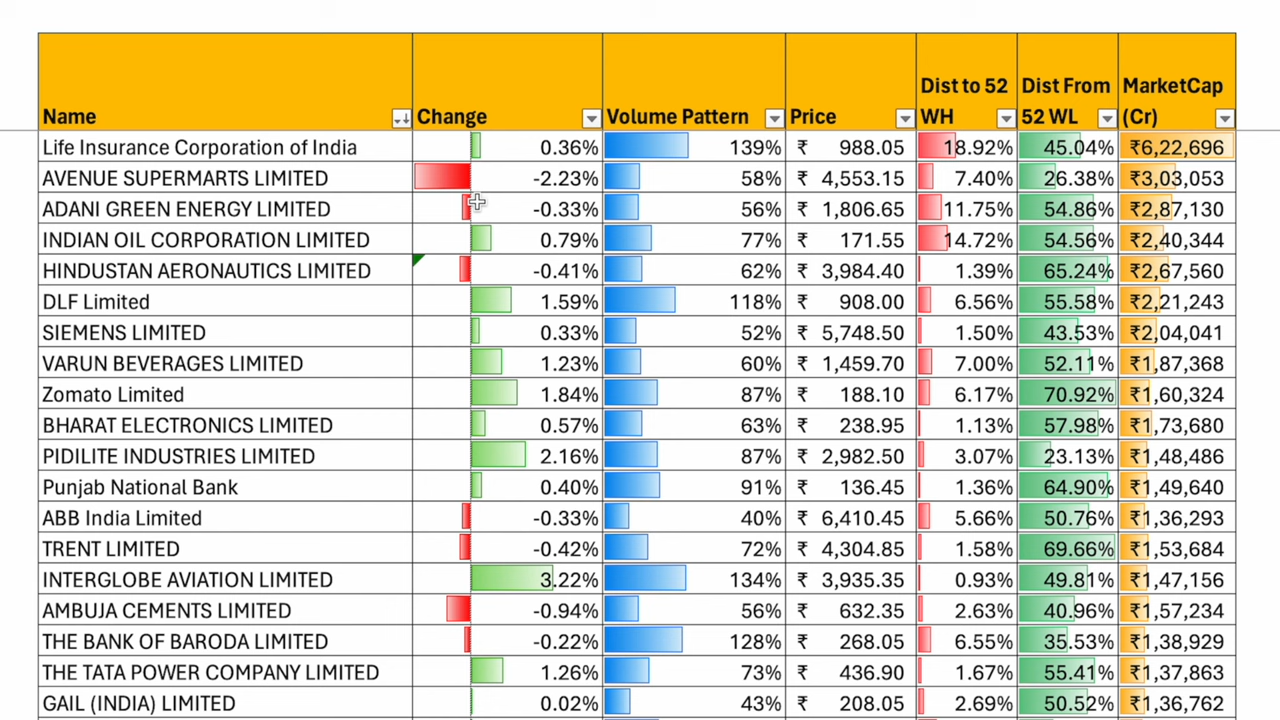 Name Change Volume Pattern Price Dist to 52 WH Dist From 52 WL MarketCap (Cr)
Life Insurance Corporation of India 0.36% 139% ₹ 988.05 18.92% 45.04% ₹6,22,696
AVENUE SUPERMARTS LIMITED -2.23% 58% ₹ 4,553.15 7.40% 26.38% ₹3,03,053
ADANI GREEN ENERGY LIMITED -0.33% 56% ₹ 1,806.65 11.75% 54.86% ₹2,87,130
INDIAN OIL CORPORATION LIMITED 0.79% 77% ₹ 171.55 14.72% 54.56% ₹2,40,344
HINDUSTAN AERONAUTICS LIMITED -0.41% 62% ₹ 3,984.40 1.39% 65.24% ₹2,67,560
DLF Limited 1.59% 118% ₹ 908.00 6.56% 55.58% ₹2,21,243
SIEMENS LIMITED 0.33% 52% ₹ 5,748.50 1.50% 43.53% ₹2,04,041
VARUN BEVERAGES LIMITED 1.23% 60% ₹ 1,459.70 7.00% 52.11% ₹1,87,368
Zomato Limited 1.84% 87% ₹ 188.10 6.17% 70.92% ₹1,60,324
BHARAT ELECTRONICS LIMITED 0.57% 63% ₹ 238.95 1.13% 57.98% ₹1,73,680
PIDILITE INDUSTRIES LIMITED 2.16% 87% ₹ 2,982.50 3.07% 23.13% ₹1,48,486
Punjab National Bank 0.40% 91% ₹ 136.45 1.36% 64.90% ₹1,49,640
ABB India Limited -0.33% 40% ₹ 6,410.45 5.66% 50.76% ₹1,36,293
TRENT LIMITED -0.42% 72% ₹ 4,304.85 1.58% 69.66% ₹1,53,684
INTERGLOBE AVIATION LIMITED 3.22% 134% ₹ 3,935.35 0.93% 49.81% ₹1,47,156
AMBUJA CEMENTS LIMITED -0.94% 56% ₹ 632.35 2.63% 40.96% ₹1,57,234
THE BANK OF BARODA LIMITED -0.22% 128% ₹ 268.05 6.55% 35.53% ₹1,38,929
THE TATA POWER COMPANY LIMITED 1.26% 73% ₹ 436.90 1.67% 55.41% ₹1,37,863
GAIL (INDIA) LIMITED 0.02% 43% ₹ 208.05 2.69% 50.52% ₹1,36,762